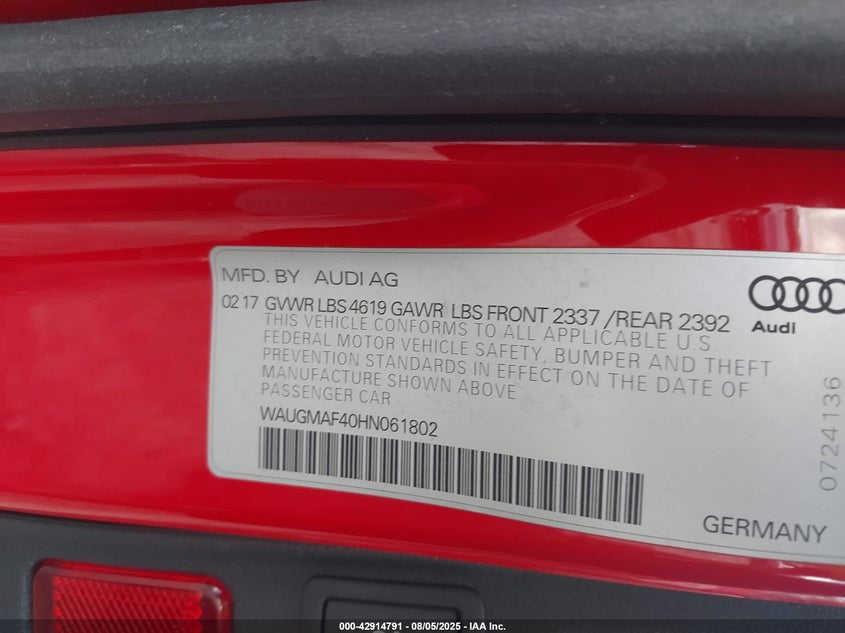 MFD. BY AUDI AG
02 17 GVWR LBS 4619 GAWR LBS FRONT 2337 /REAR 2392
THIS VEHICLE CONFORMS TO ALL APPLICABLE U.S.
FEDERAL MOTOR VEHICLE SAFETY, BUMPER AND THEFT
PREVENTION STANDARDS IN EFFECT ON THE DATE OF
MANUFACTURE SHOWN ABOVE
PASSENGER CAR
WAUGMAF40HN061802
Audi
0724136
GERMANY
000-42914791 - 08/05/2025 - IAA Inc.